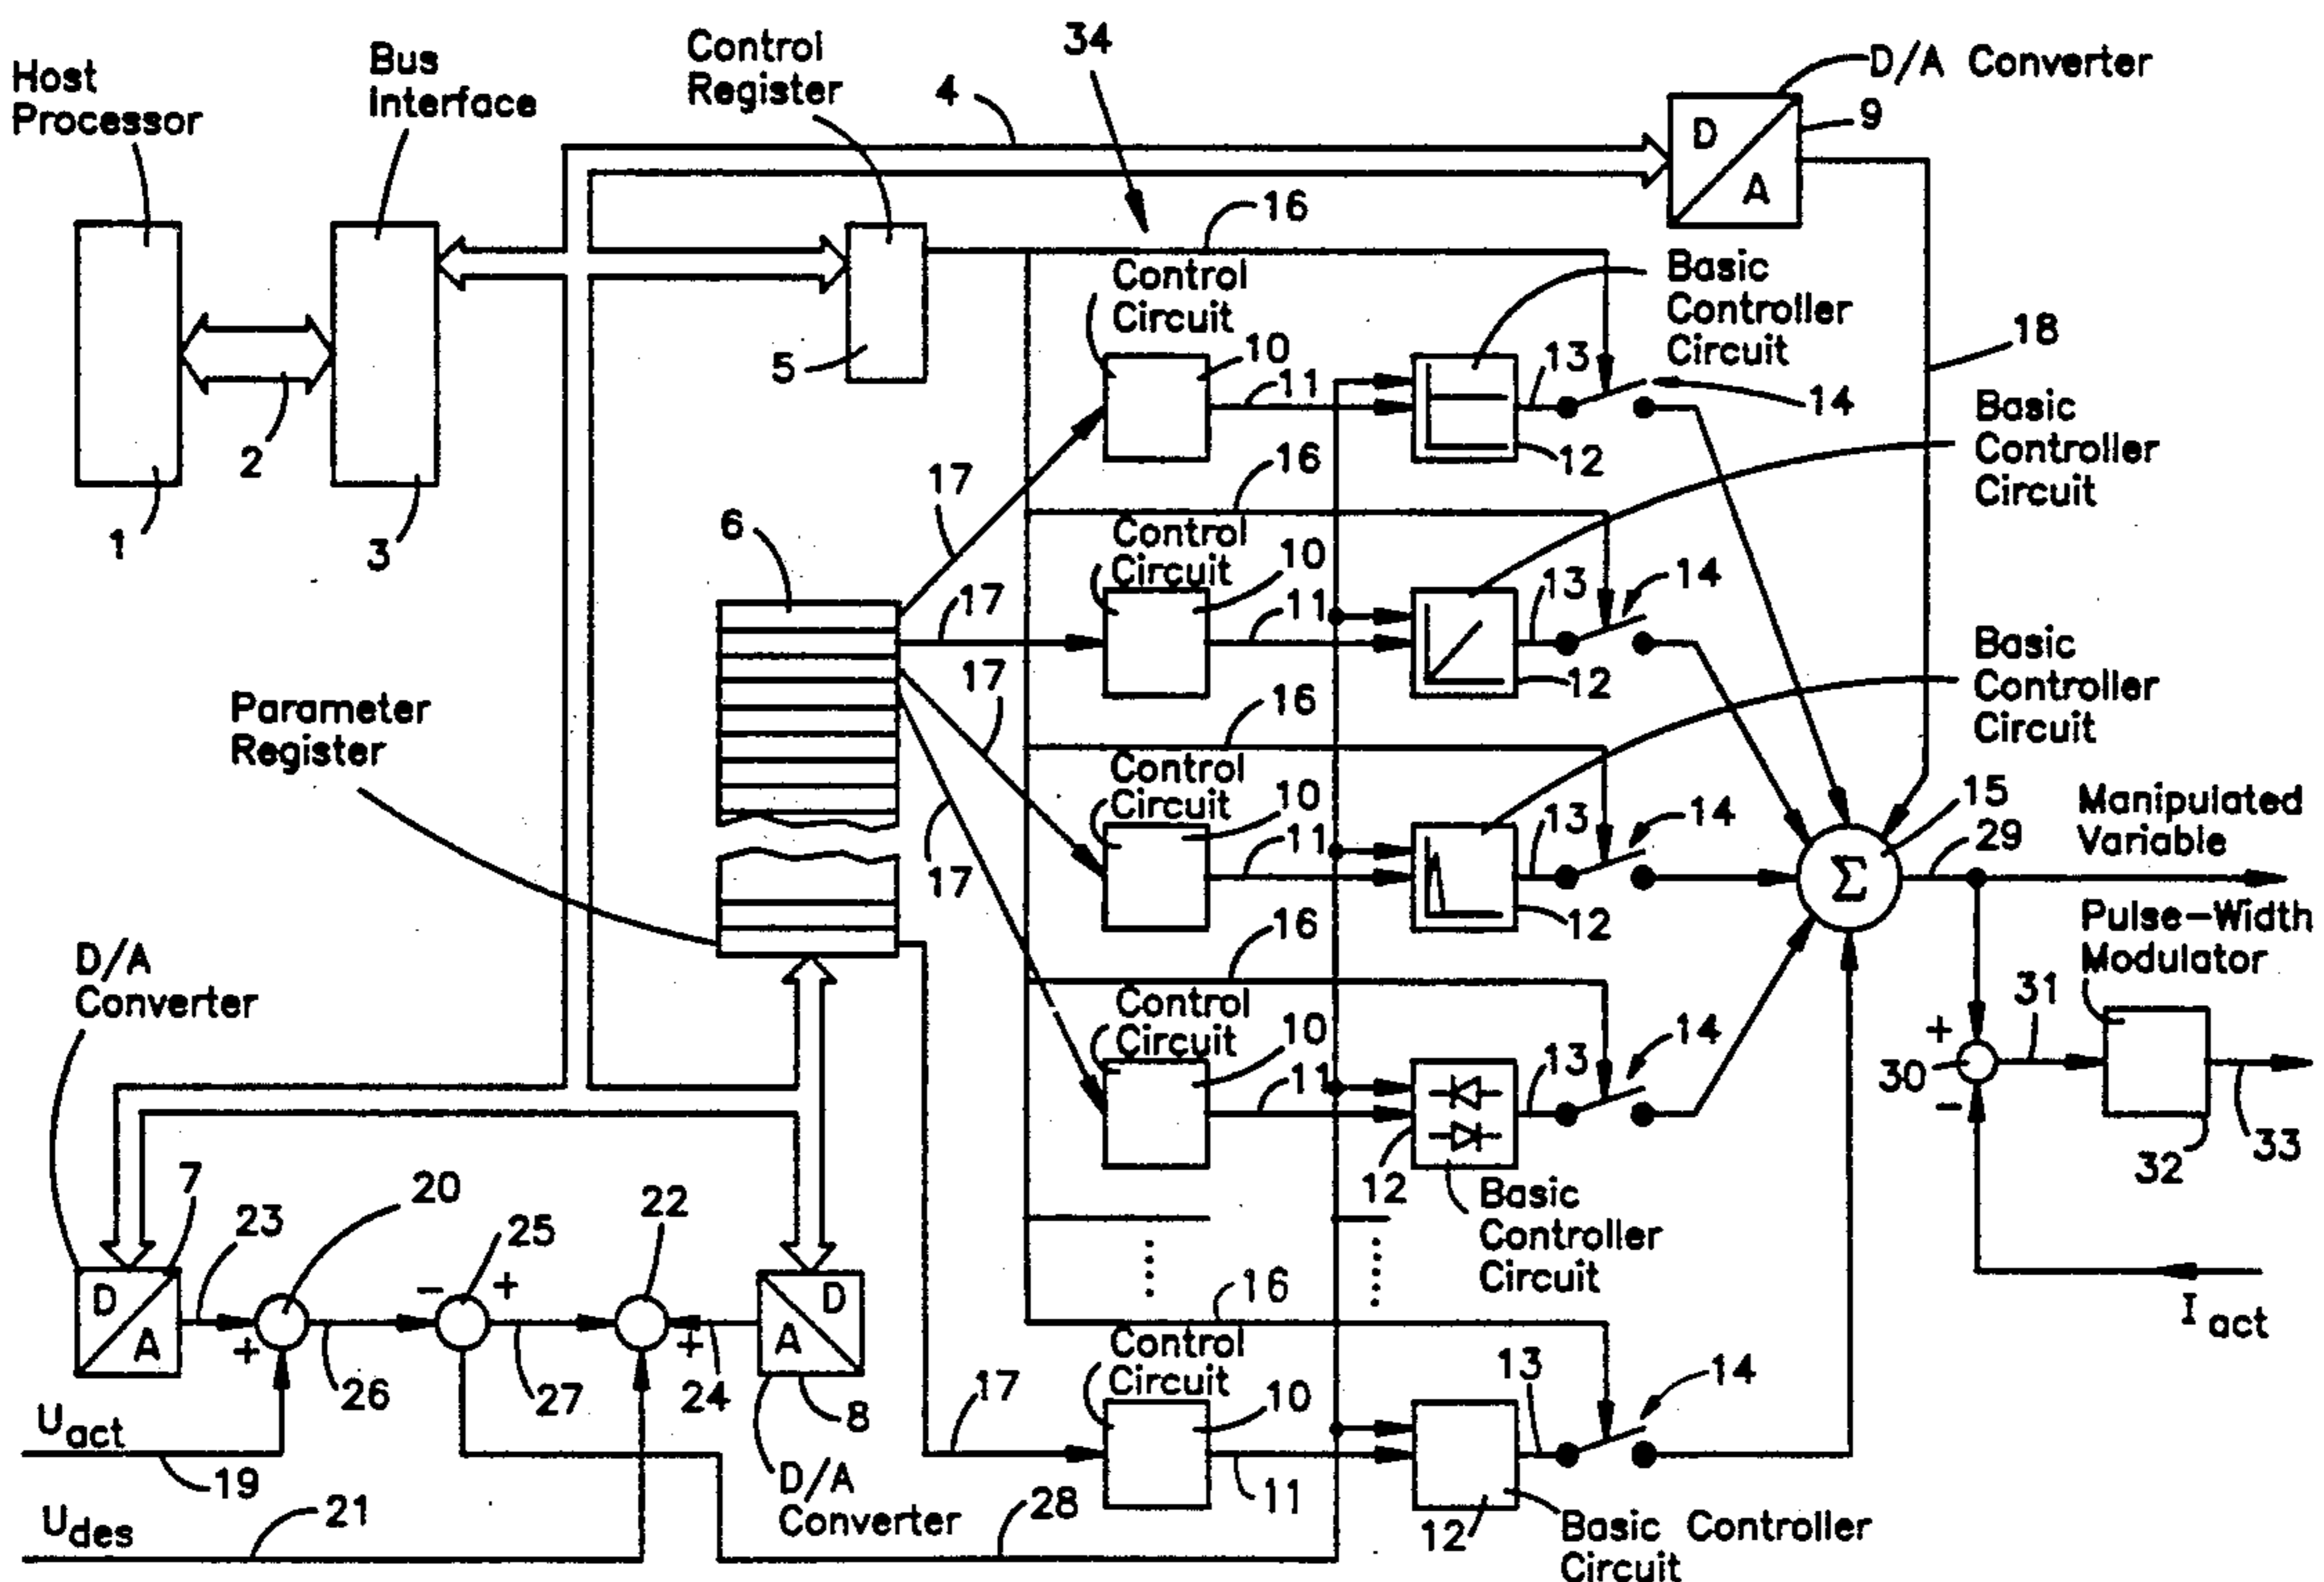 Host
Processor
Bus
Interface
Control
Register
34
4
D/A Converter
9
D
A
16
Control
Circuit
Basic
Controller
Circuit
18
10
11
13
14
12
5
2
1
3
Basic
Controller
Circuit
17
16
6
Control
Circuit
10
13
14
17
11
12
Basic
Controller
Circuit
17
16
Parameter
Register
Control
Circuit
10
13
14
15
Manipulated
Variable
29
Σ
17
11
12
Pulse-Width
Modulator
16
D/A
Converter
Control
Circuit
10
13
14
31
+
30
−
11
12
32
33
7
20
22
Basic
Controller
Circuit
23
25
− +
16
D
A
D
A
+
26
27
+
24
8
I act
Control
Circuit
10
13
14
17
U act
19
D/A
Converter
11
U des
21
28
12
Basic Controller
Circuit